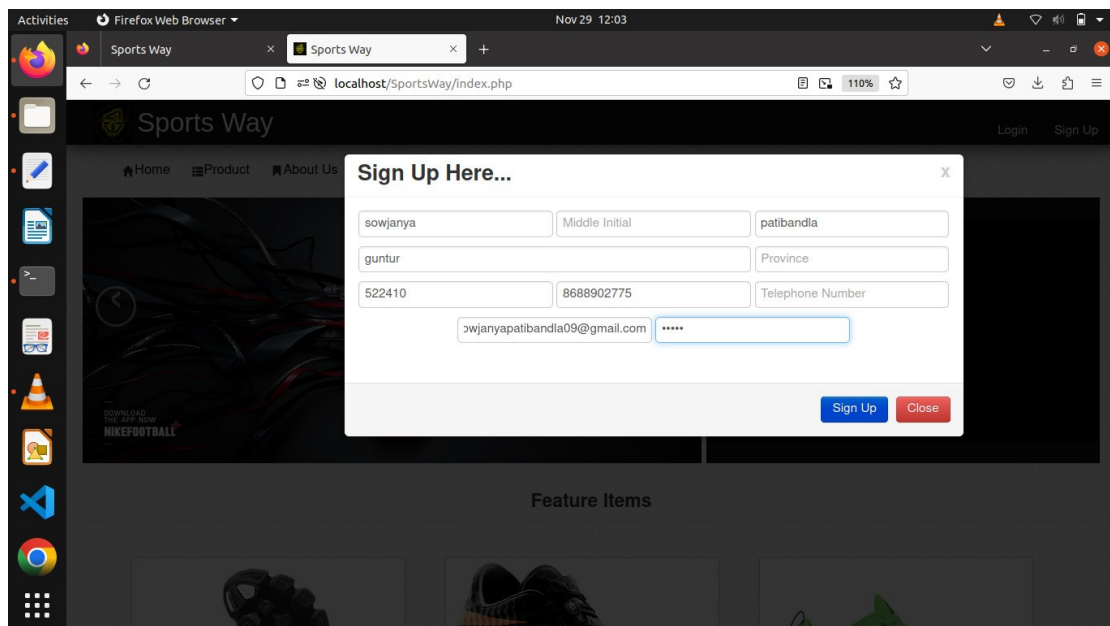 Activities Firefox Web Browser Nov 29 12:03
Sports Way × Sports Way × +
localhost/SportsWay/index.php 110%
Sports Way Login Sign Up
Home Product About Us
Sign Up Here... X
sowjanya Middle Initial patibandla
guntur Province
522410 8688902775 Telephone Number
owjanyapatibandla09@gmail.com •••••
Sign Up Close
DOWNLOAD
THE APP NOW
NIKEFOOTBALL
Feature Items